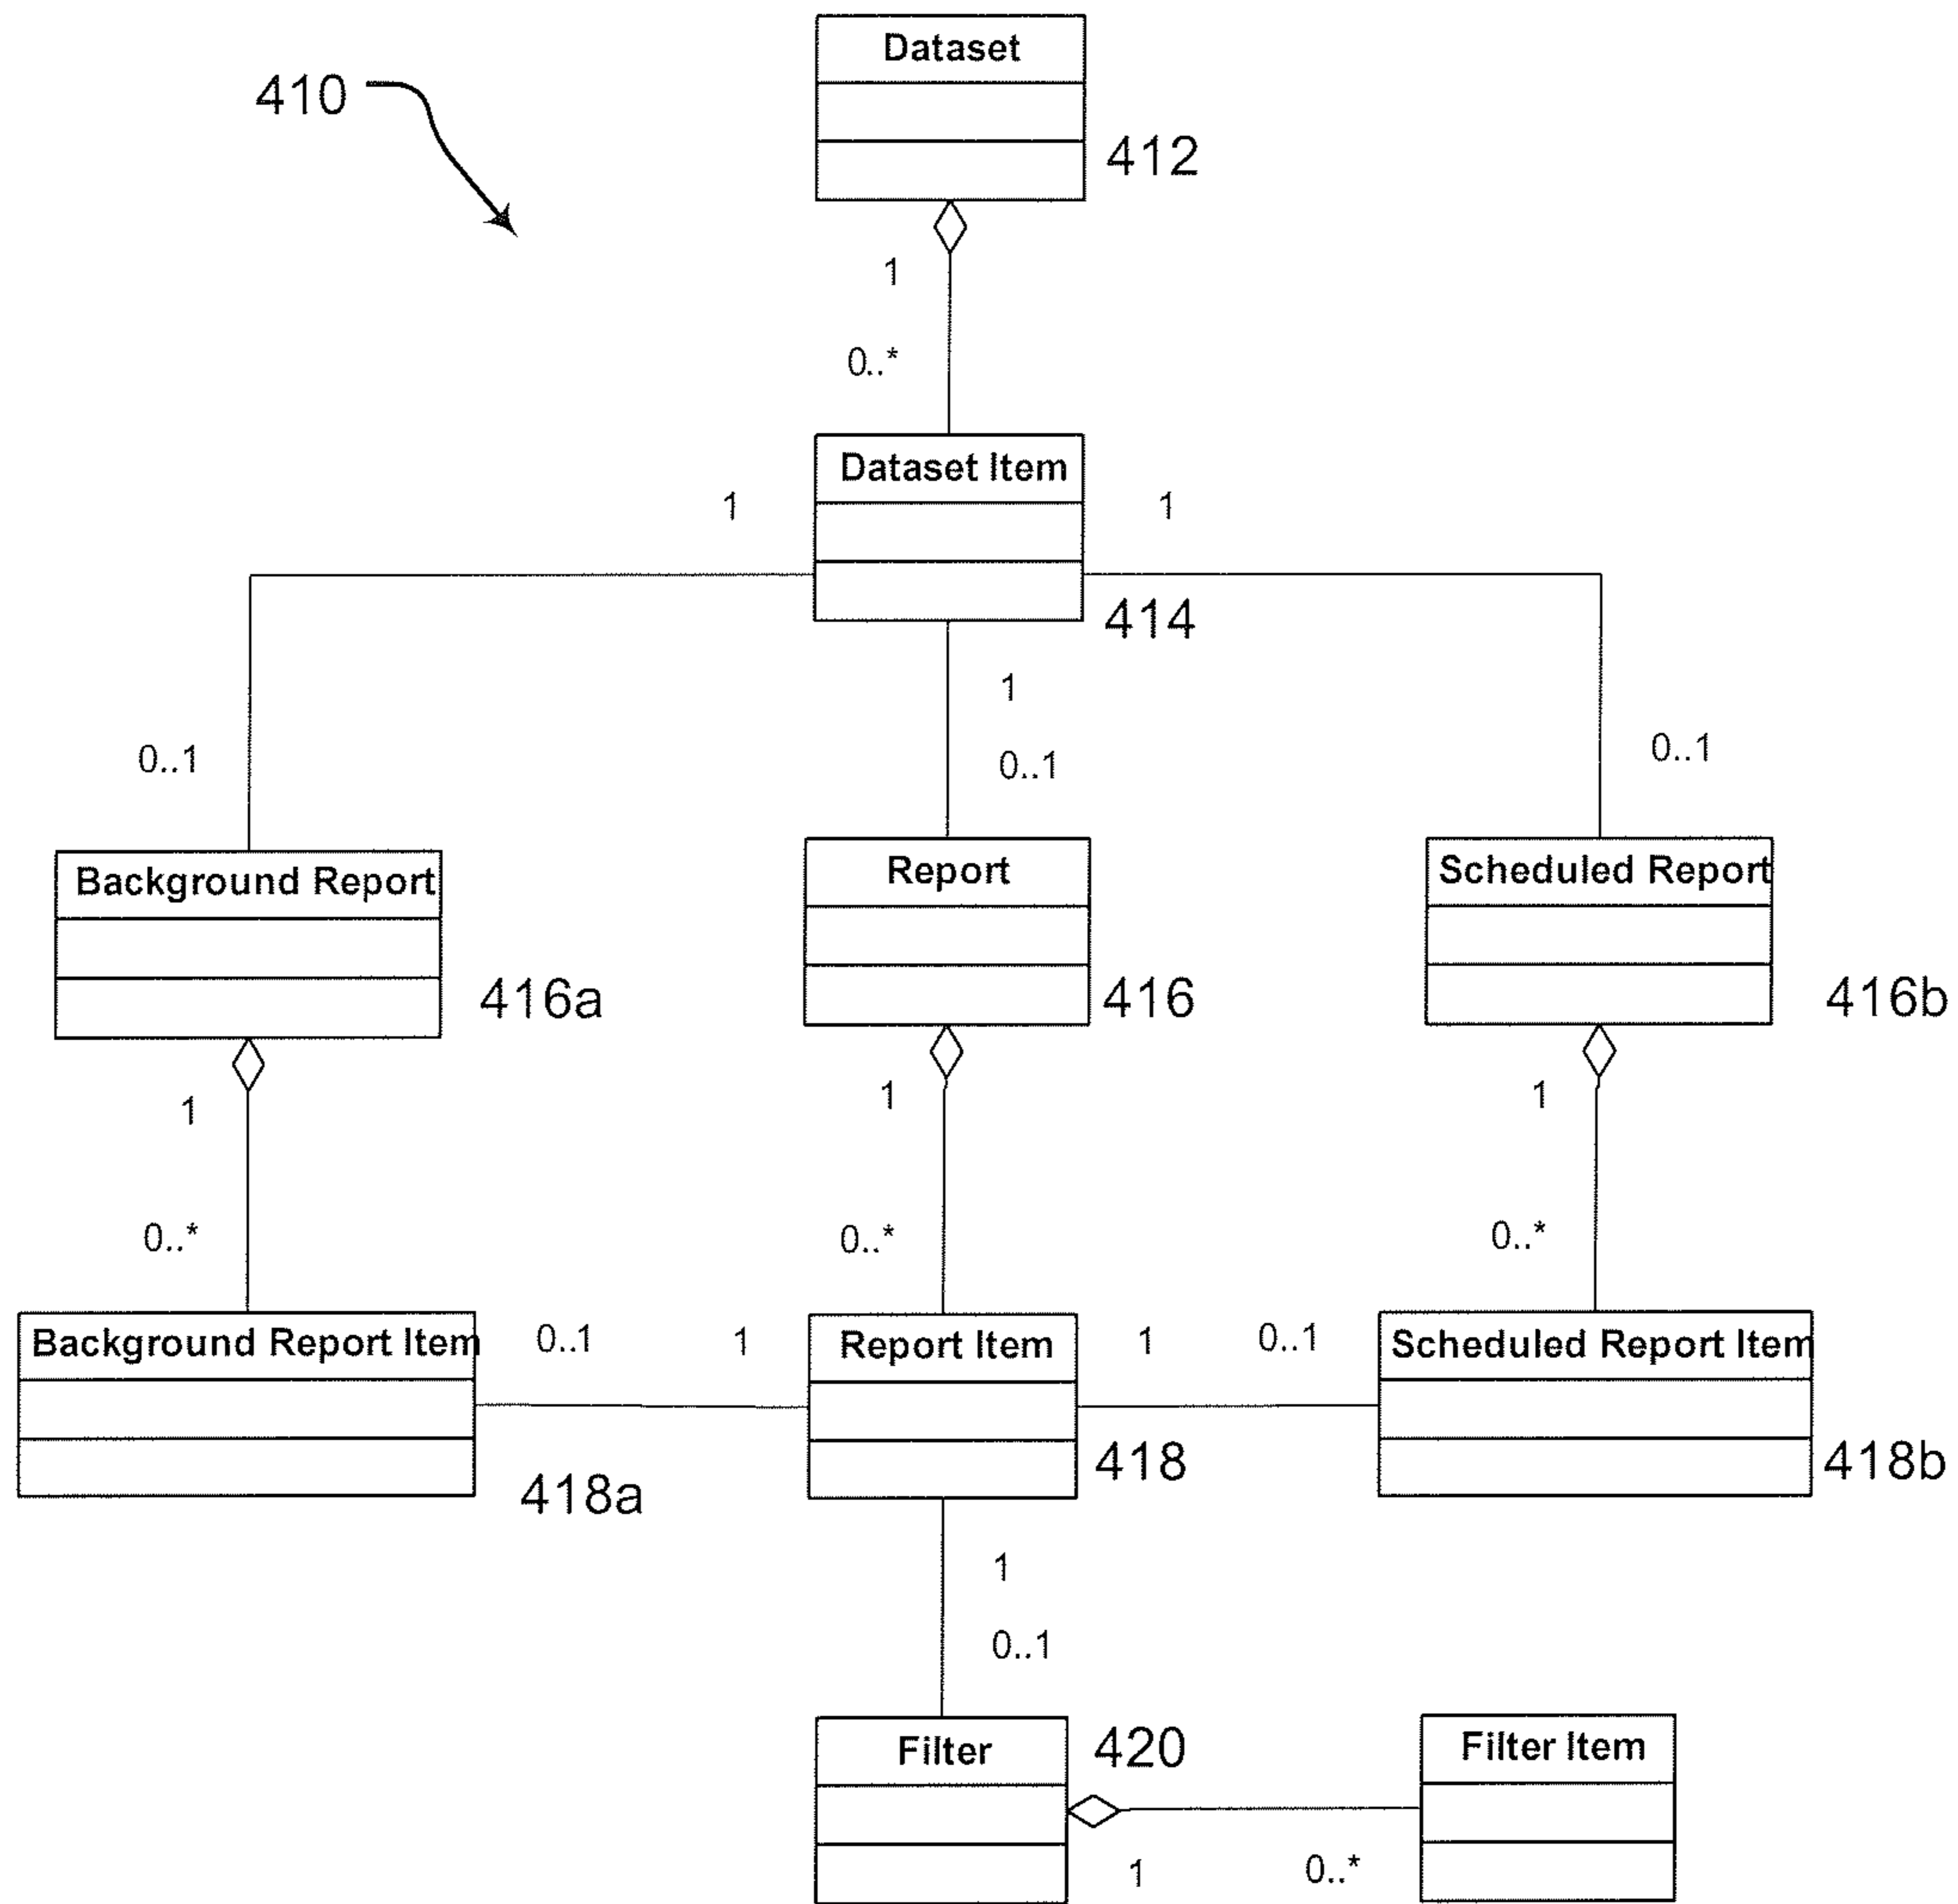 Dataset
410
412
1
0..*
Dataset Item
1
1
414
1
0..1
0..1
0..1
Background Report
Report
Scheduled Report
416a
416
416b
1
1
1
0..*
0..*
0..*
Background Report Item
0..1
1
Report Item
1
0..1
Scheduled Report Item
418a
418
418b
1
0..1
Filter
420
Filter Item
1
0..*